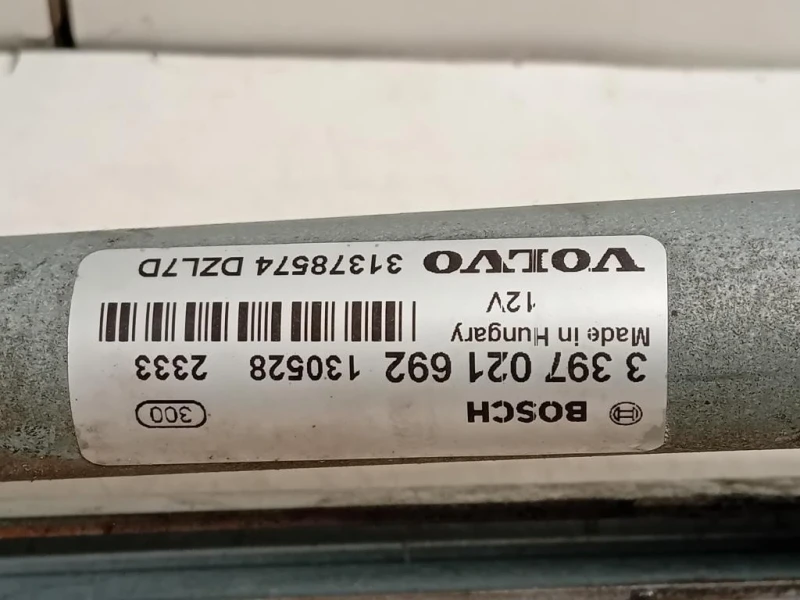 BOSCH 300
3 397 021 692 130528 2333
Made in Hungary
12V
VOLVO 31378574 DZL7D